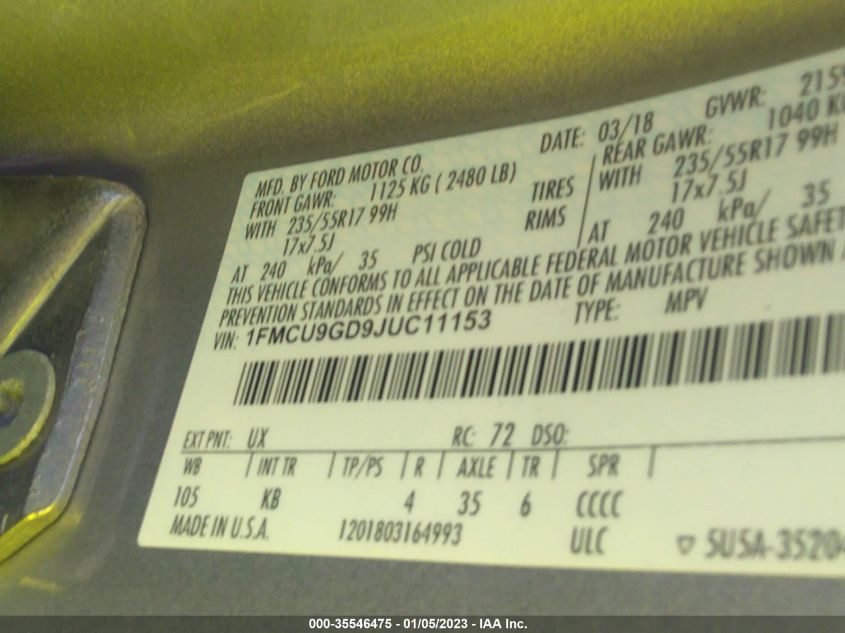 MFD. BY FORD MOTOR CO. DATE: 03/18 GVWR: 2159
FRONT GAWR: 1125 KG ( 2480 LB) REAR GAWR: 1040 KG
WITH 235/55R17 99H TIRES WITH 235/55R17 99H
17x7.5J RIMS 17x7.5J
AT 240 kPa/ 35 PSI COLD AT 240 kPa/ 35
THIS VEHICLE CONFORMS TO ALL APPLICABLE FEDERAL MOTOR VEHICLE SAFETY
PREVENTION STANDARDS IN EFFECT ON THE DATE OF MANUFACTURE SHOWN
VIN: 1FMCU9GD9JUC11153 TYPE: MPV
EXT PNT: UX RC: 72 DSO:
WB INT TR TP/PS R AXLE TR SPR
105 KB 4 35 6 CCCC
MADE IN U.S.A. 1201803164993 ULC 5U5A-3520
000-35546475 — 01/05/2023 — IAA Inc.